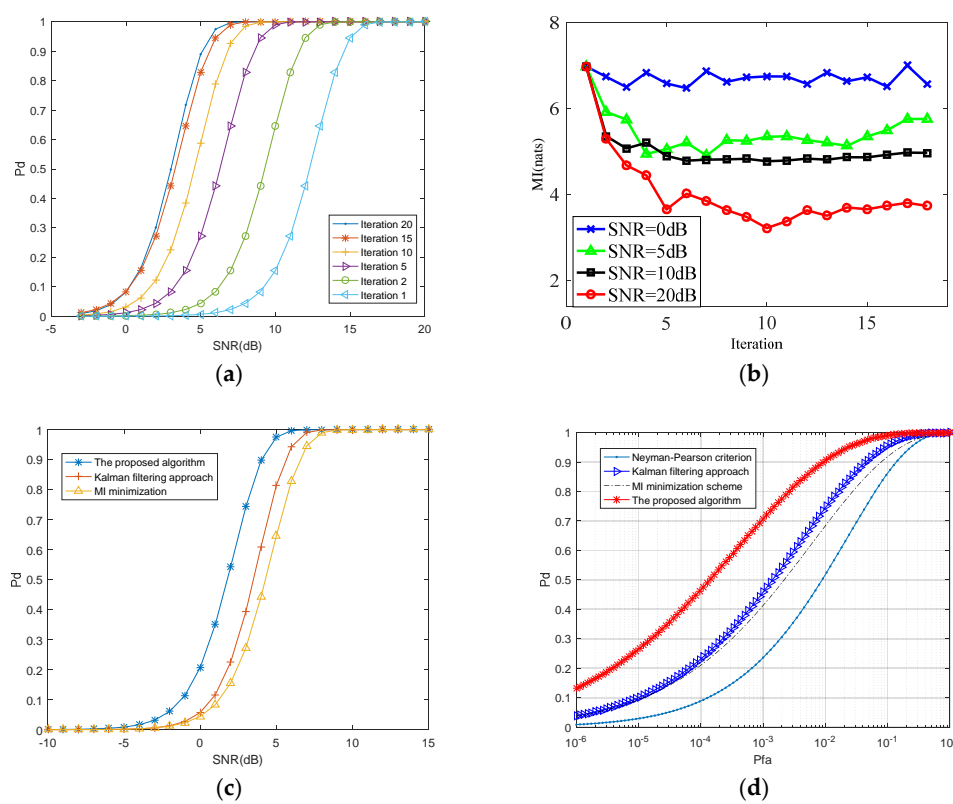 1
0.9
0.8
0.7
0.6
0.5
0.4
0.3
0.2
0.1
0
Pd
-5
0
5
10
15
20
SNR(dB)
Iteration 20
Iteration 15
Iteration 10
Iteration 5
Iteration 2
Iteration 1
(a)
8
6
4
2
MI(nats)
0
5
10
15
Iteration
SNR=0dB
SNR=5dB
SNR=10dB
SNR=20dB
(b)
1
0.9
0.8
0.7
0.6
0.5
0.4
0.3
0.2
0.1
0
Pd
-10
-5
0
5
10
15
SNR(dB)
The proposed algorithm
Kalman filtering approach
MI minimization
(c)
1
0.9
0.8
0.7
0.6
0.5
0.4
0.3
0.2
0.1
0
Pd
10⁻⁶
10⁻⁵
10⁻⁴
10⁻³
10⁻²
10⁻¹
10
Pfa
Neyman-Pearson criterion
Kalman filtering approach
MI minimization scheme
The proposed algorithm
(d)